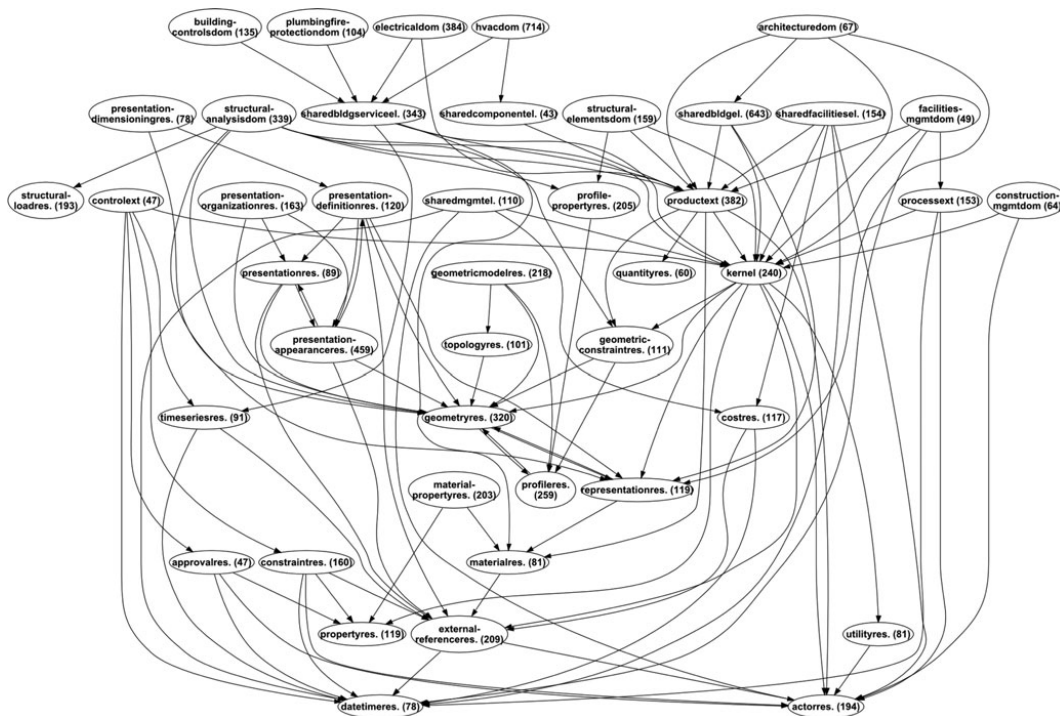 building-
controlsdom (135)
plumbingfire-
protectiondom (104)
electricaldom (384)
hvacdom (714)
architecturedom (67)
presentation-
dimensioningres. (78)
structural-
analysisdom (339)
sharedbldgserviceel. (343)
sharedcomponentel. (43)
structural-
elementsdom (159)
sharedbldgel. (643)
sharedfacilitiesel. (154)
facilities-
mgmtdom (49)
structural-
loadres. (193)
controlext (47)
presentation-
organizationres. (163)
presentation-
definitionres. (120)
sharedmgmtel. (110)
profile-
propertyres. (205)
productext (382)
processext (153)
construction-
mgmtdom (64)
presentationres. (89)
geometricmodelres. (218)
quantityres. (60)
kernel (240)
presentation-
appearanceres. (459)
topologyres. (101)
geometric-
constraintres. (111)
timeseriesres. (91)
geometryres. (320)
costres. (117)
material-
propertyres. (203)
profileres.
(259)
representationres. (119)
approvalres. (47)
constraintres. (160)
materialres. (81)
propertyres. (119)
external-
referenceres. (209)
utilityres. (81)
datetimeres. (78)
actorres. (194)